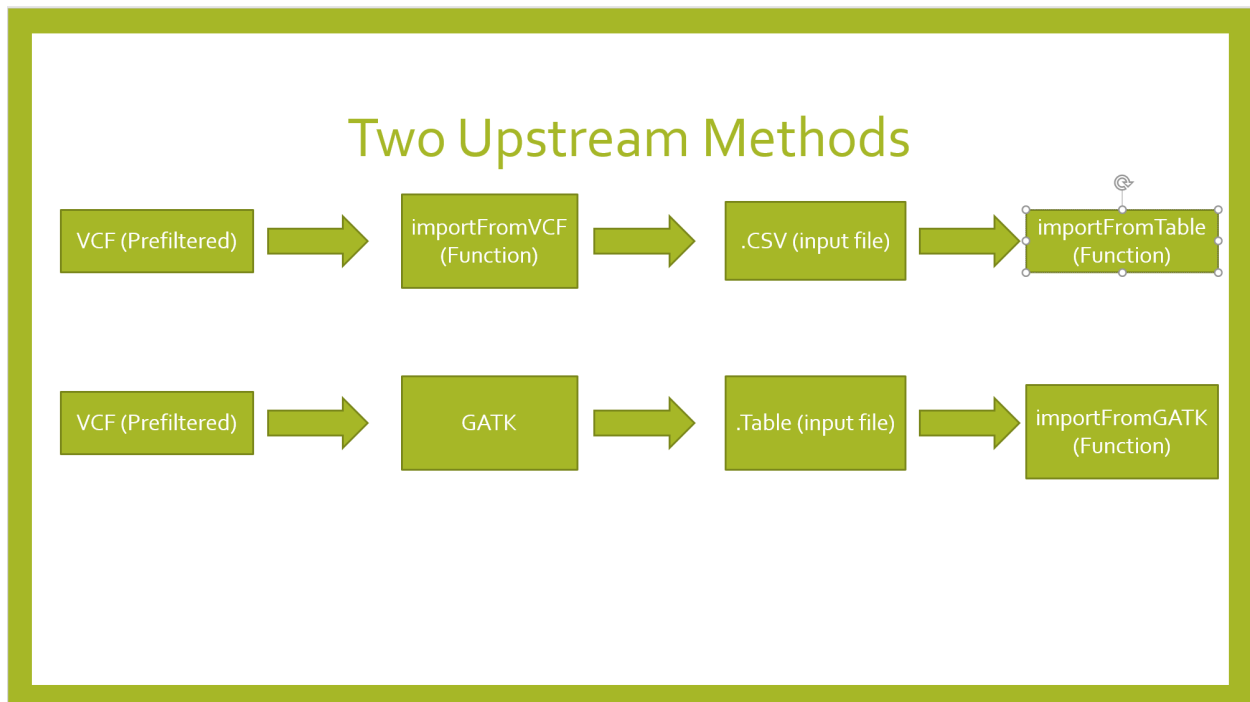 Two Upstream Methods
VCF (Prefiltered)
importFromVCF
(Function)
.CSV (input file)
importFromTable
(Function)
VCF (Prefiltered)
GATK
.Table (input file)
importFromGATK
(Function)